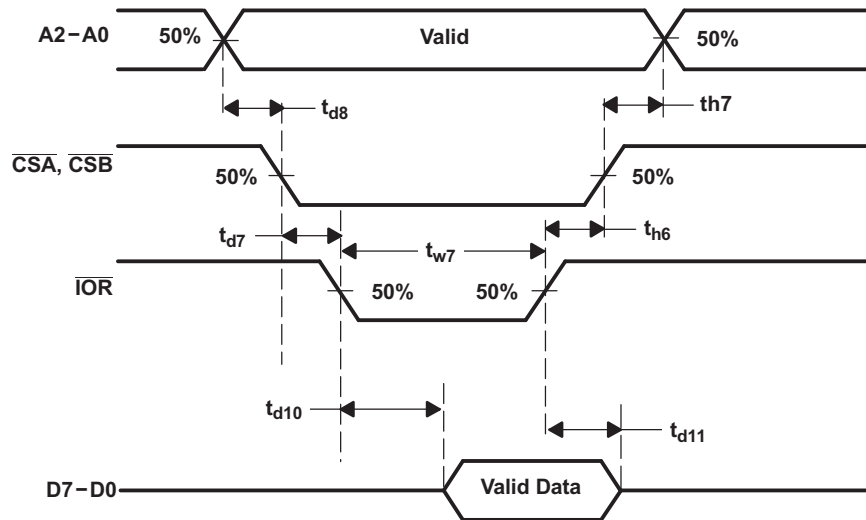 A2–A0 50% Valid 50%
td8 th7
CSA, CSB 50% 50%
td7 tw7 th6
IOR 50% 50%
td10 td11
D7–D0 Valid Data